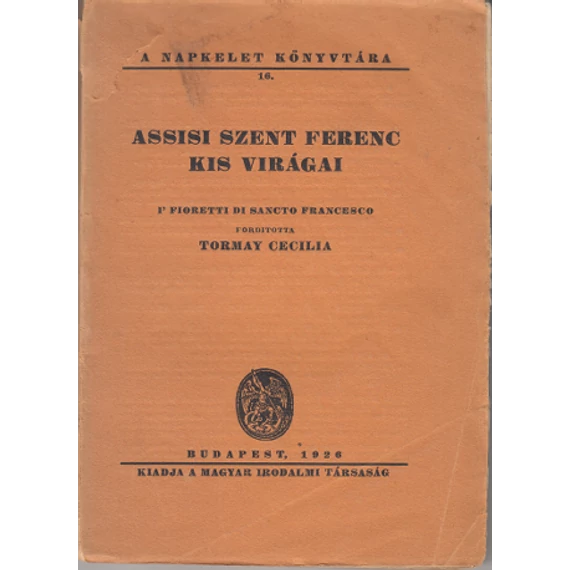 A NAPKELET KÖNYVTÁRA
16.
ASSISI SZENT FERENC
KIS VIRÁGAI
I' FIORETTI DI SANCTO FRANCESCO
FORDITOTTA
TORMAY CECILIA
BUDAPEST, 1926
KIADJA A MAGYAR IRODALMI TÁRSASÁG